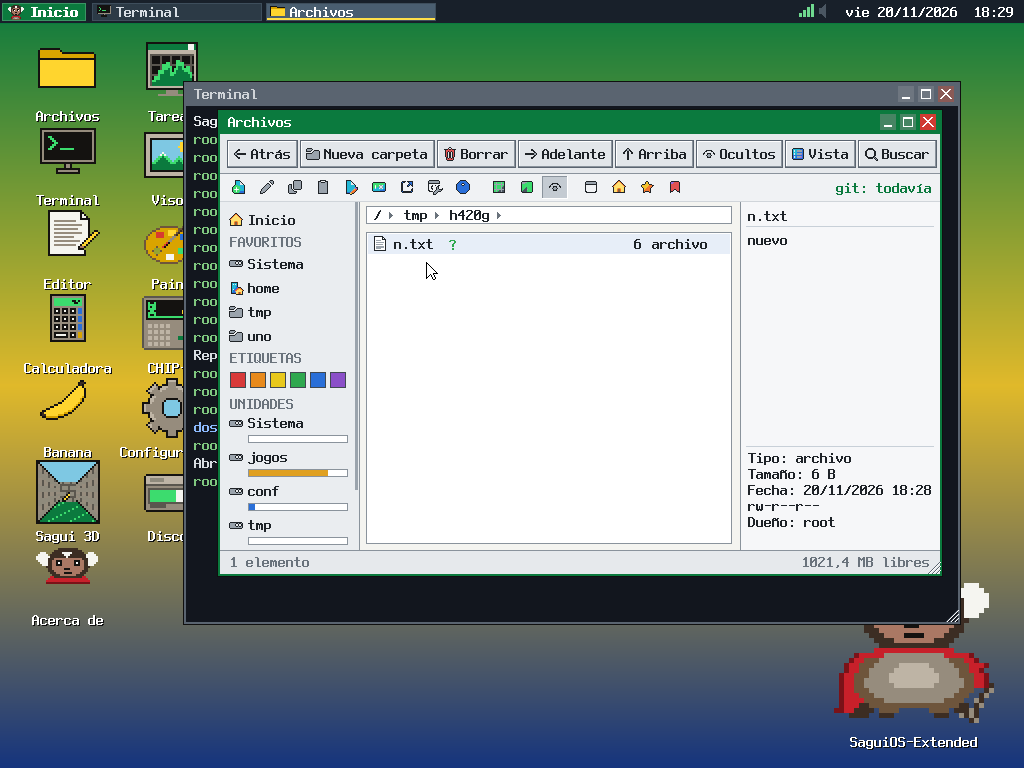 Inicio
Terminal
Archivos
vie 20/11/2026 18:29
Archivos
Terminal
Editor
Calculadora
CHIP
Banana
Configur
Sagui 3D
Disc
Acerca de
Terminal
Sag
roo
roo
roo
roo
roo
roo
roo
roo
roo
roo
roo
roo
Rep
roo
roo
roo
dos
roo
Abr
roo
Archivos
Atrás
Nueva carpeta
Borrar
Adelante
Arriba
Ocultos
Vista
Buscar
git: todavía
Inicio
FAVORITOS
Sistema
home
tmp
uno
ETIQUETAS
UNIDADES
Sistema
jogos
conf
tmp
/ tmp h420g
n.txt ? 6 archivo
n.txt
nuevo
Tipo: archivo
Tamaño: 6 B
Fecha: 20/11/2026 18:28
rw-r--r--
Dueño: root
1 elemento
1021,4 MB libres
SaguiOS-Extended